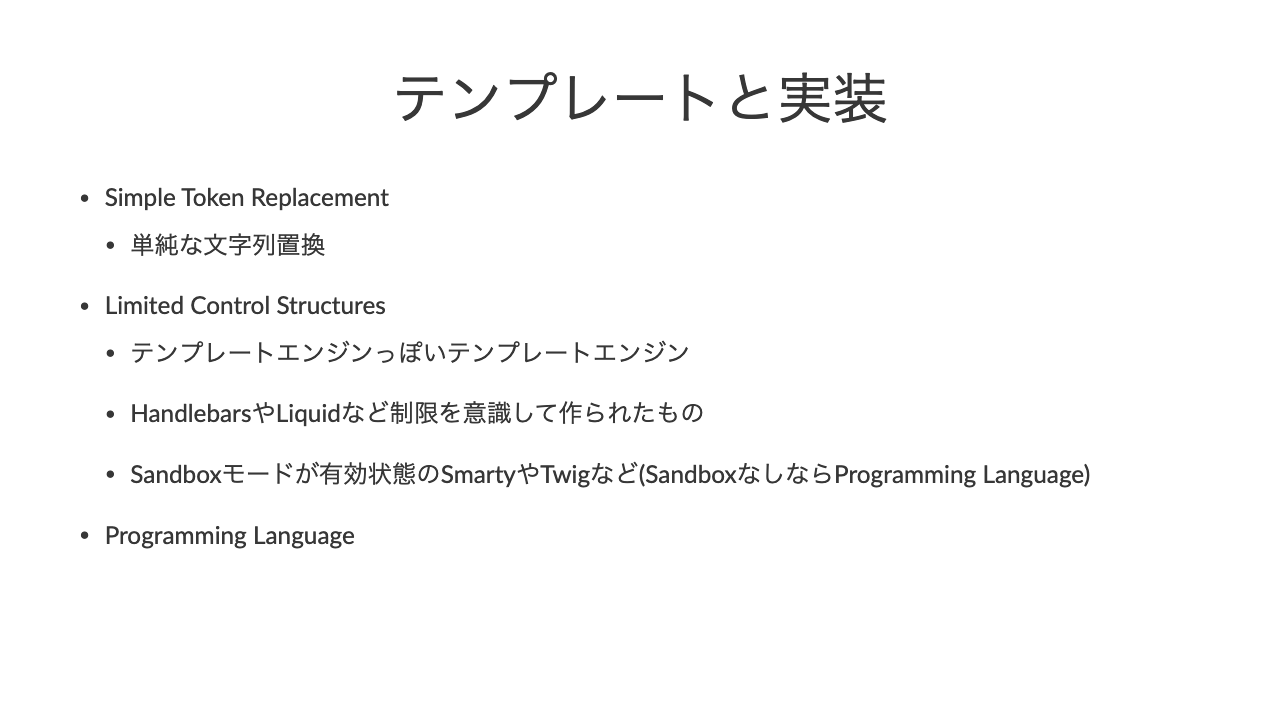 テンプレートと実装
• Simple Token Replacement
• 単純な文字列置換
• Limited Control Structures
• テンプレートエンジンっぽいテンプレートエンジン
• HandlebarsやLiquidなど制限を意識して作られたもの
• Sandboxモードが有効状態のSmartyやTwigなど(SandboxなしならProgramming Language)
• Programming Language